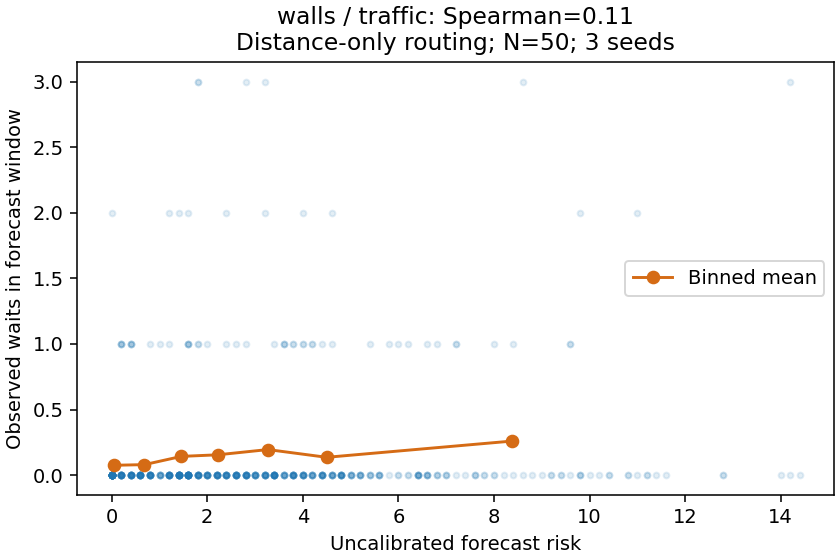 walls / traffic: Spearman=0.11
Distance-only routing; N=50; 3 seeds
Observed waits in forecast window
3.0
2.5
2.0
1.5
1.0
0.5
0.0
Binned mean
0 2 4 6 8 10 12 14
Uncalibrated forecast risk